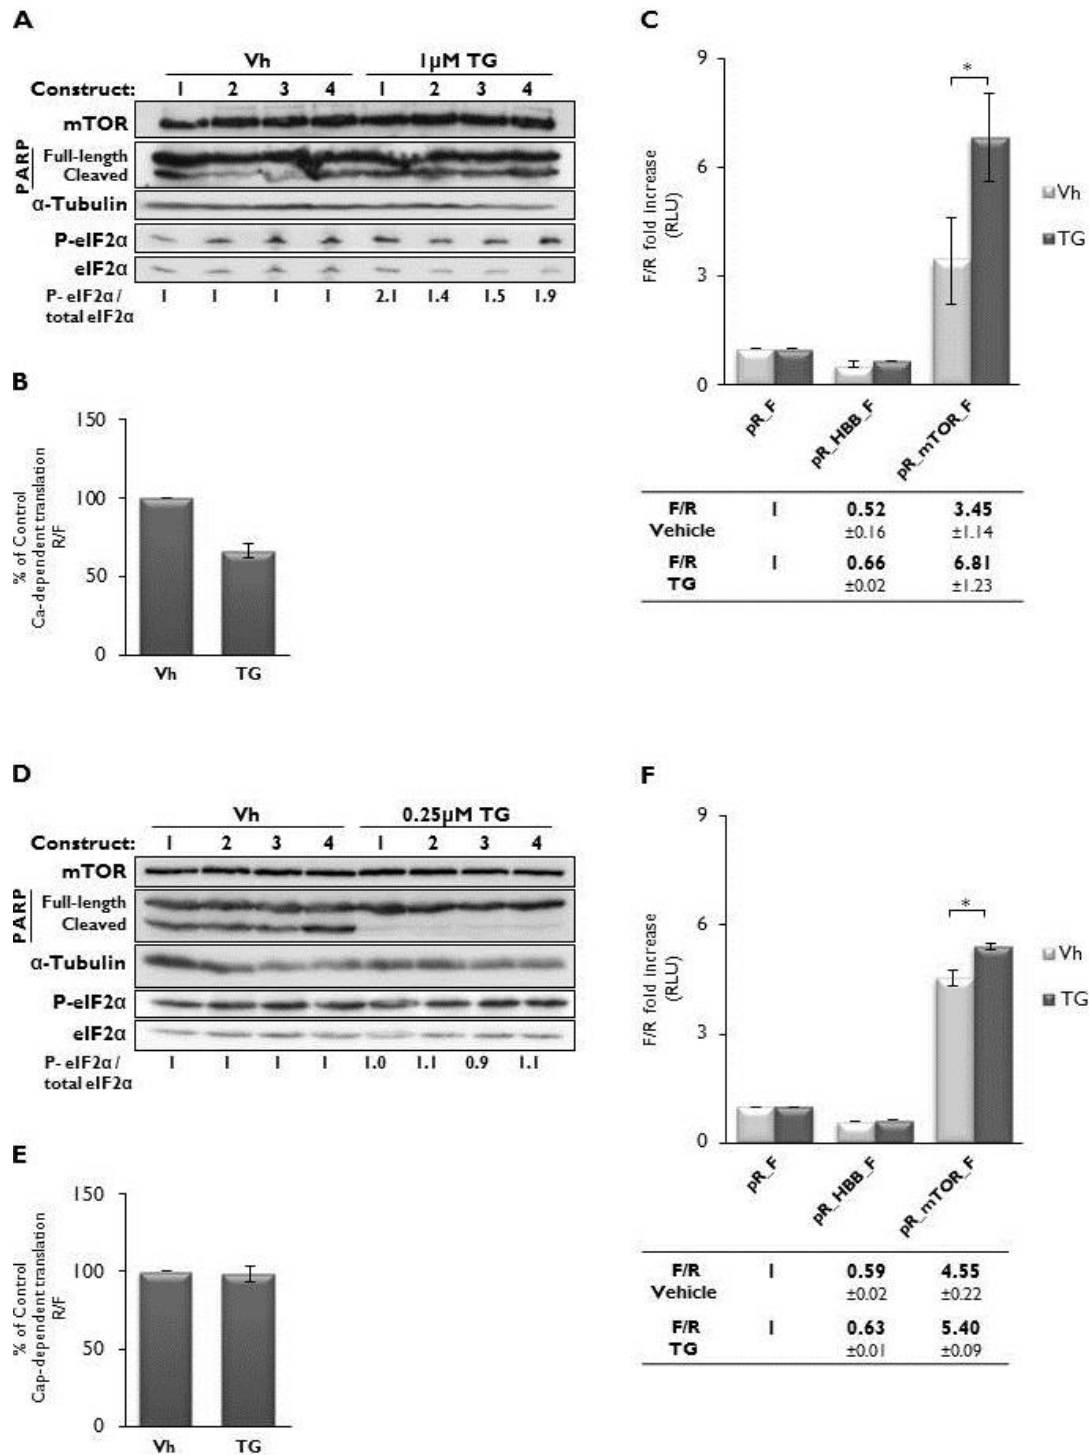 A
Vh 1µM TG
Construct: 1 2 3 4 1 2 3 4
mTOR
PARP
Full-length
Cleaved
α-Tubulin
P-eIF2α
eIF2α
P- eIF2α / 1 1 1 1 2.1 1.4 1.5 1.9
total eIF2α
B
% of Control
Ca-dependent translation
R/F
150
100
50
0
Vh TG
C
F/R fold increase
(RLU)
9
6
3
0
*
Vh
TG
pR_F pR_HBB_F pR_mTOR_F
F/R 1 0.52 3.45
Vehicle ±0.16 ±1.14
F/R 1 0.66 6.81
TG ±0.02 ±1.23
D
Vh 0.25µM TG
Construct: 1 2 3 4 1 2 3 4
mTOR
PARP
Full-length
Cleaved
α-Tubulin
P-eIF2α
eIF2α
P- eIF2α / 1 1 1 1 1.0 1.1 0.9 1.1
total eIF2α
E
% of Control
Cap-dependent translation
R/F
150
100
50
0
Vh TG
F
F/R fold increase
(RLU)
9
6
3
0
*
Vh
TG
pR_F pR_HBB_F pR_mTOR_F
F/R 1 0.59 4.55
Vehicle ±0.02 ±0.22
F/R 1 0.63 5.40
TG ±0.01 ±0.09